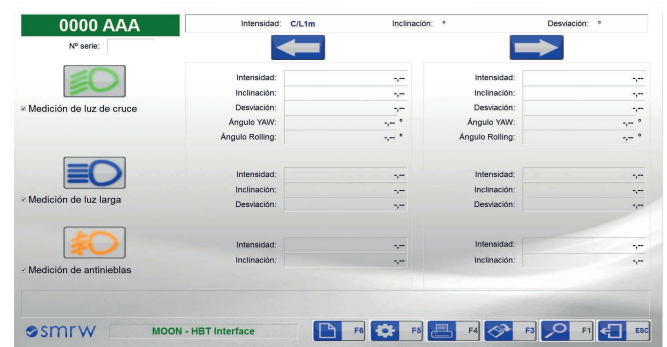 0000 AAA
Intensidad: C/L1m Inclinación: º Desviación: º
Nº serie:
Intensidad: -,-- Intensidad: -,--
Inclinación: -,-- Inclinación: -,--
Medición de luz de cruce Desviación: -,-- Desviación: -,--
Ángulo YAW: -,-- º Ángulo YAW: -,-- º
Ángulo Rolling: -,-- º Ángulo Rolling: -,-- º
Intensidad: -,-- Intensidad: -,--
Inclinación: -,-- Inclinación: -,--
Medición de luz larga Desviación: -,-- Desviación: -,--
Intensidad: -,-- Intensidad: -,--
Inclinación: -,-- Inclinación: -,--
Medición de antinieblas
smrw MOON - HBT Interface F6 F5 F4 F3 F1 ESC